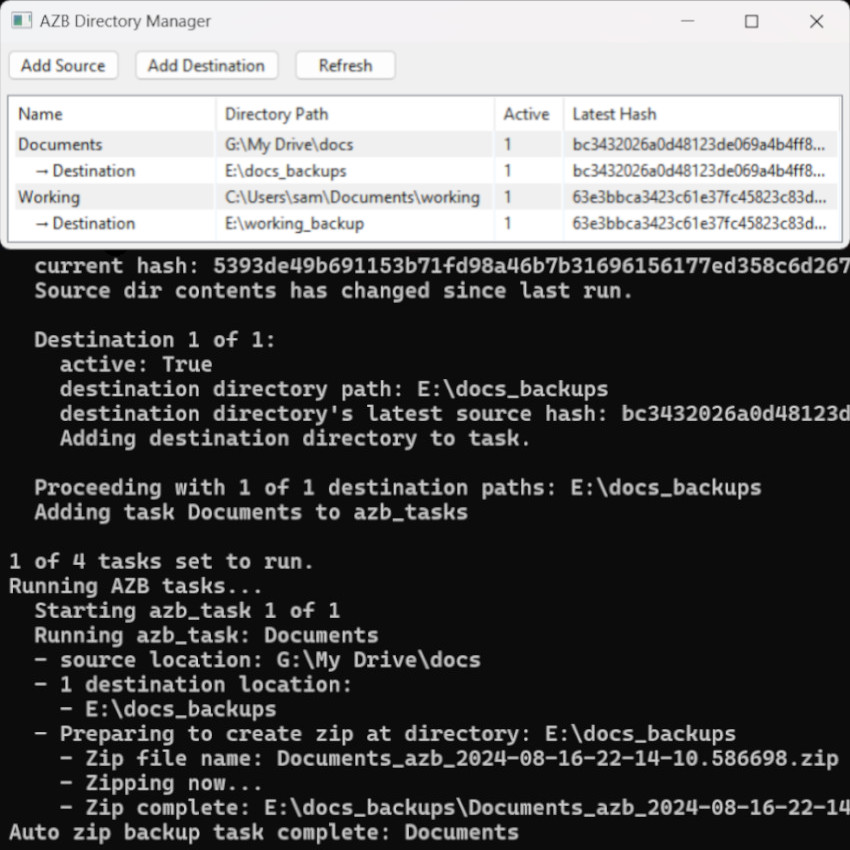 AZB Directory Manager
Add Source Add Destination Refresh
Name Directory Path Active Latest Hash
Documents G:\My Drive\docs 1 bc3432026a0d48123de069a4b4ff8...
→ Destination E:\docs_backups 1 bc3432026a0d48123de069a4b4ff8...
Working C:\Users\sam\Documents\working 1 63e3bbca3423c61e37fc45823c83d...
→ Destination E:\working_backup 1 63e3bbca3423c61e37fc45823c83d...
current hash: 5393de49b691153b71fd98a46b7b31696156177ed358c6d267
Source dir contents has changed since last run.
Destination 1 of 1:
active: True
destination directory path: E:\docs_backups
destination directory's latest source hash: bc3432026a0d48123d
Adding destination directory to task.
Proceeding with 1 of 1 destination paths: E:\docs_backups
Adding task Documents to azb_tasks
1 of 4 tasks set to run.
Running AZB tasks...
Starting azb_task 1 of 1
Running azb_task: Documents
- source location: G:\My Drive\docs
- 1 destination location:
- E:\docs_backups
- Preparing to create zip at directory: E:\docs_backups
- Zip file name: Documents_azb_2024-08-16-22-14-10.586698.zip
- Zipping now...
- Zip complete: E:\docs_backups\Documents_azb_2024-08-16-22-14
Auto zip backup task complete: Documents